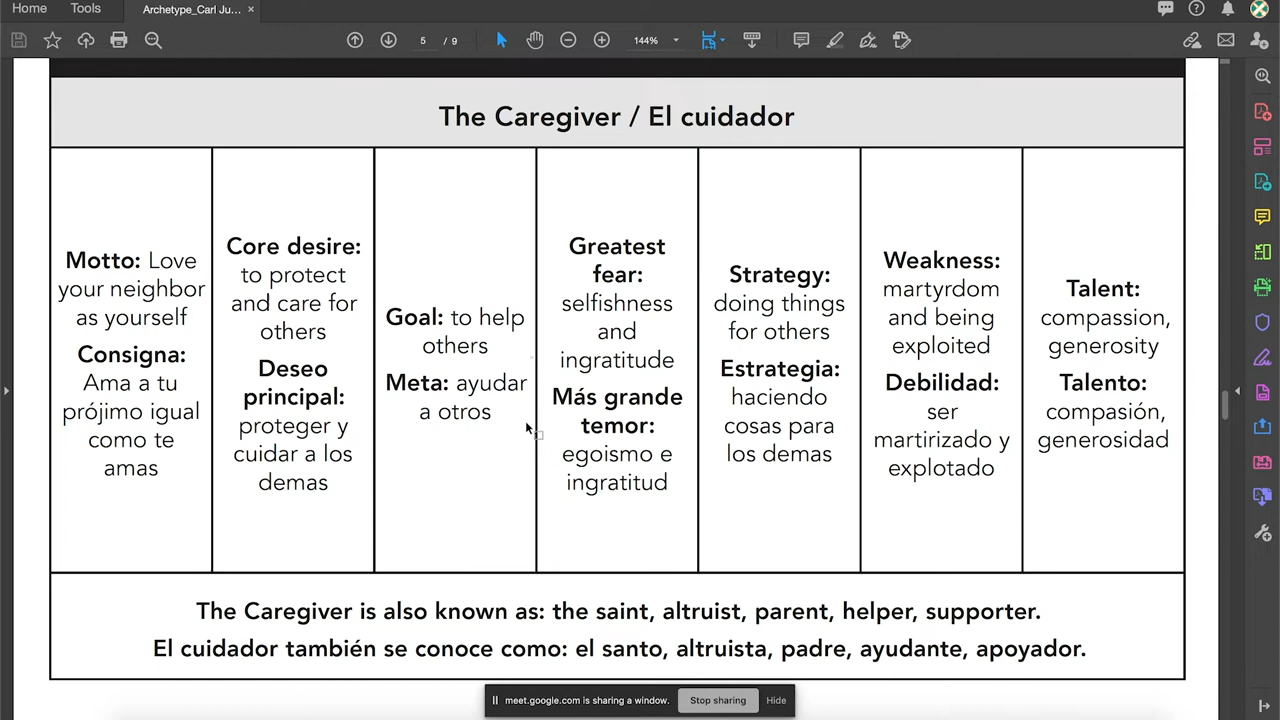 Home
Tools
Archetype_Carl Ju... ×
5 / 9
144%
The Caregiver / El cuidador
Motto: Love
your neighbor
as yourself
Consigna:
Ama a tu
prójimo igual
como te
amas
Core desire:
to protect
and care for
others
Deseo
principal:
proteger y
cuidar a los
demas
Goal: to help
others
Meta: ayudar
a otros
Greatest
fear:
selfishness
and
ingratitude
Más grande
temor:
egoismo e
ingratitud
Strategy:
doing things
for others
Estrategia:
haciendo
cosas para
los demas
Weakness:
martyrdom
and being
exploited
Debilidad:
ser
martirizado y
explotado
Talent:
compassion,
generosity
Talento:
compasión,
generosidad
The Caregiver is also known as: the saint, altruist, parent, helper, supporter.
El cuidador también se conoce como: el santo, altruista, padre, ayudante, apoyador.
meet.google.com is sharing a window.
Stop sharing
Hide